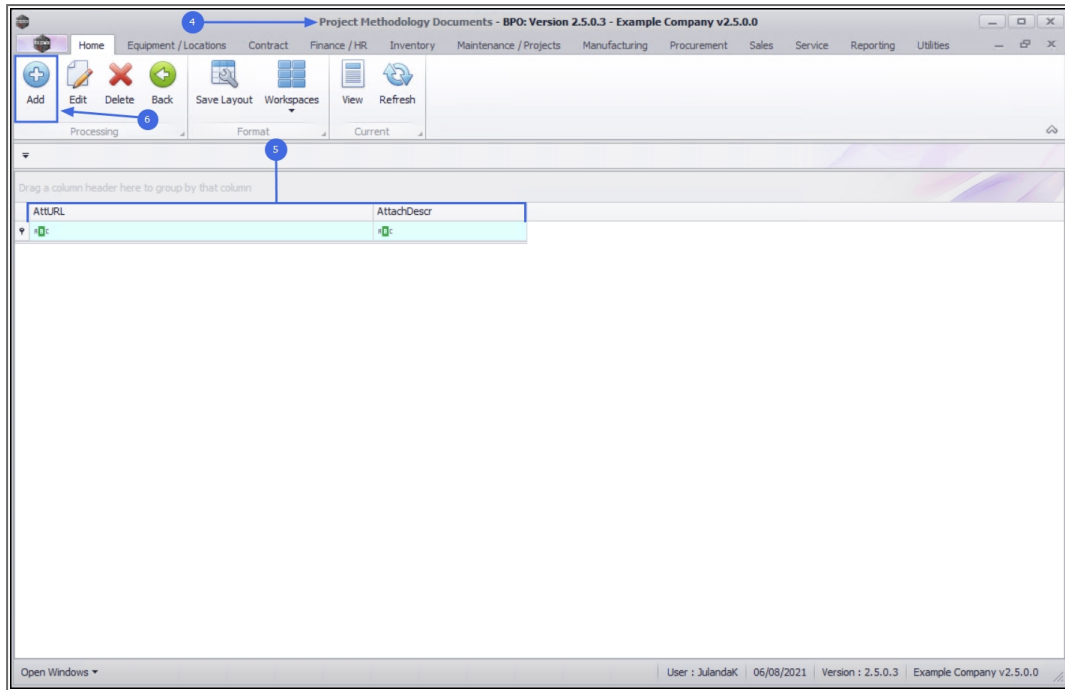 4
Project Methodology Documents - BPO: Version 2.5.0.3 - Example Company v2.5.0.0
Home Equipment / Locations Contract Finance / HR Inventory Maintenance / Projects Manufacturing Procurement Sales Service Reporting Utilities
Add Edit Delete Back Save Layout Workspaces View Refresh
6
Processing Format Current
5
Drag a column header here to group by that column
AttURL AttachDescr
Open Windows User : JulandaK 06/08/2021 Version : 2.5.0.3 Example Company v2.5.0.0